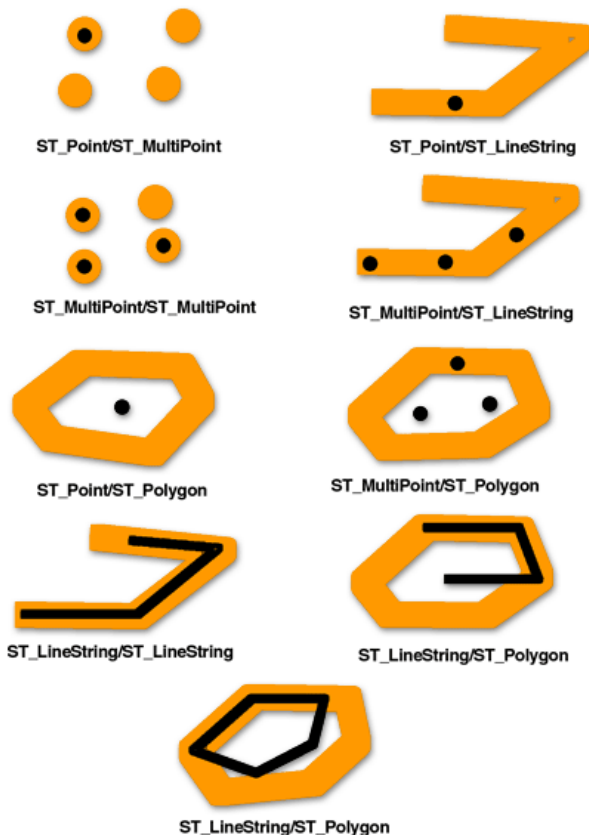 ST_Point/ST_MultiPoint
ST_Point/ST_LineString
ST_MultiPoint/ST_MultiPoint
ST_MultiPoint/ST_LineString
ST_Point/ST_Polygon
ST_MultiPoint/ST_Polygon
ST_LineString/ST_LineString
ST_LineString/ST_Polygon
ST_LineString/ST_Polygon